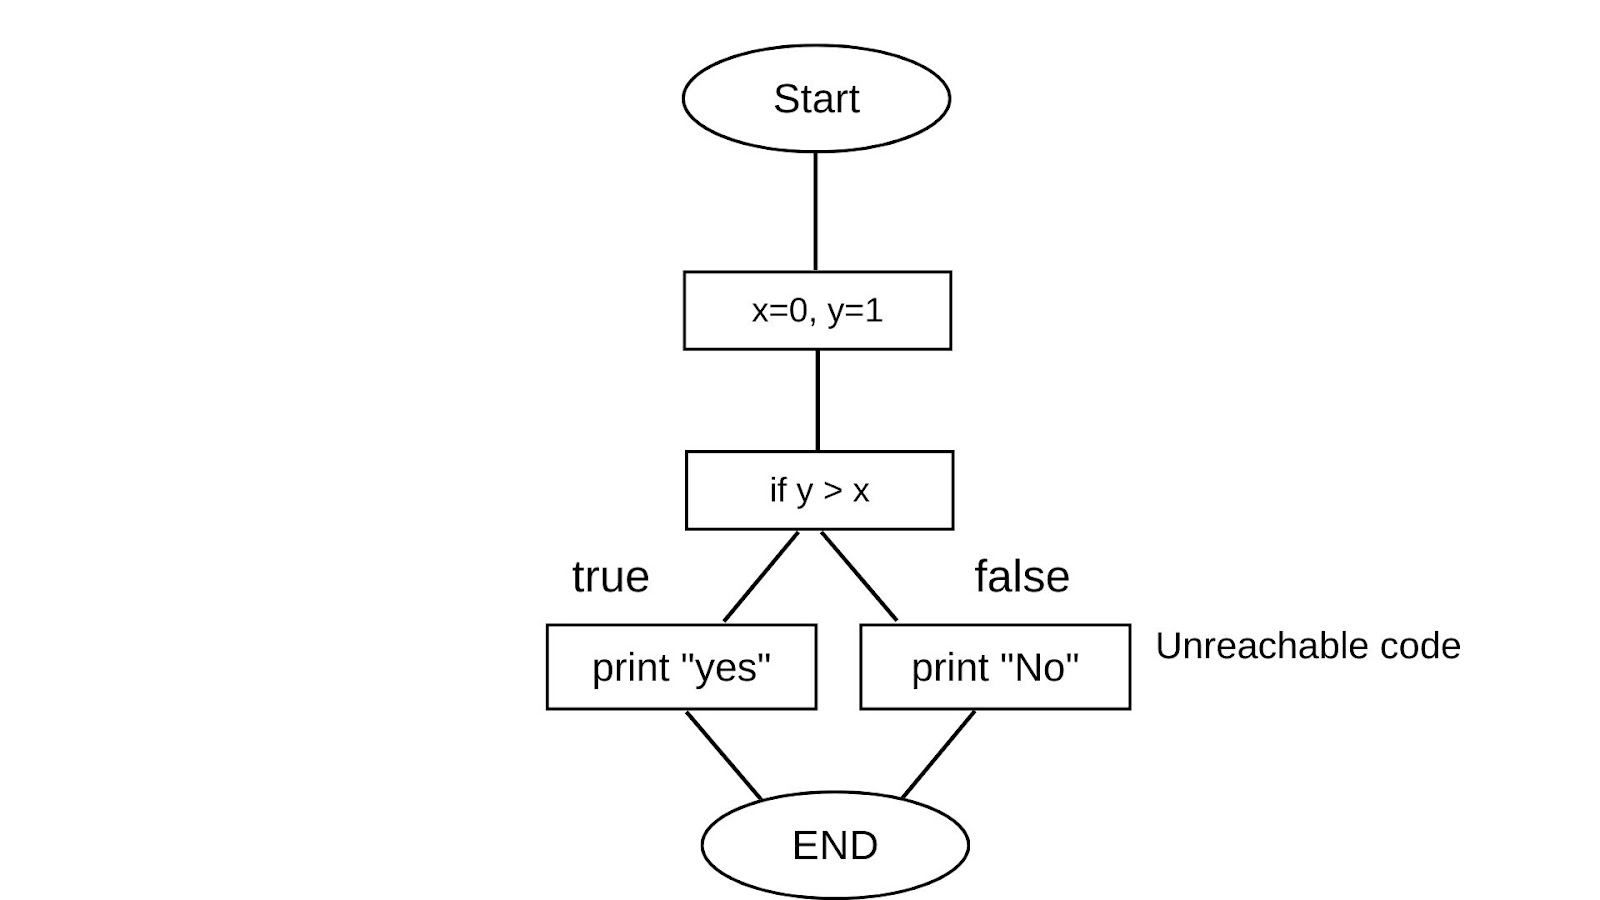 Start
x=0, y=1
if y > x
true
false
print "yes"
print "No"
Unreachable code
END